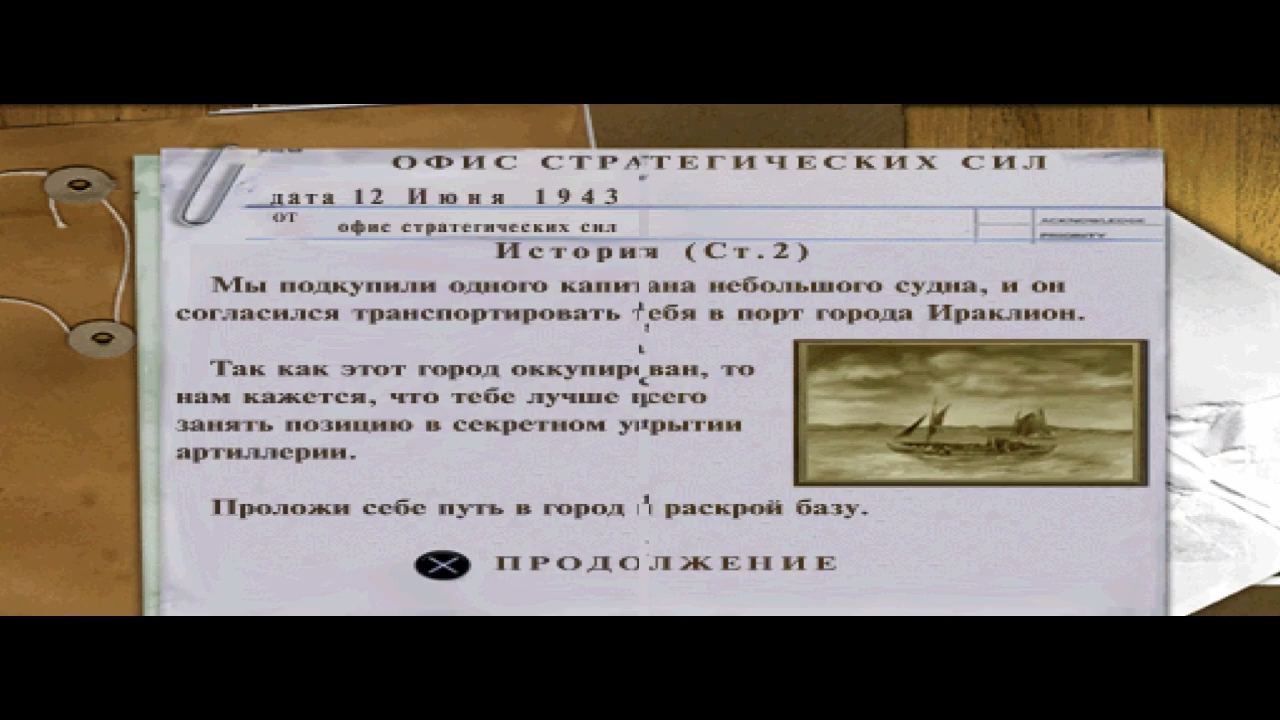 ОФИС СТРАТЕГИЧЕСКИХ СИЛ
дата 12 Июня 1943
от
офис стратегических сил
ACKNOWLEDGE
PRIORITY
История (Ст.2)
Мы подкупили одного капитана небольшого судна, и он
согласился транспортировать тебя в порт города Ираклион.
Так как этот город оккупирован, то
нам кажется, что тебе лучше всего
занять позицию в секретном укрытии
артиллерии.
Проложи себе путь в город и раскрой базу.
ПРОДОЛЖЕНИЕ